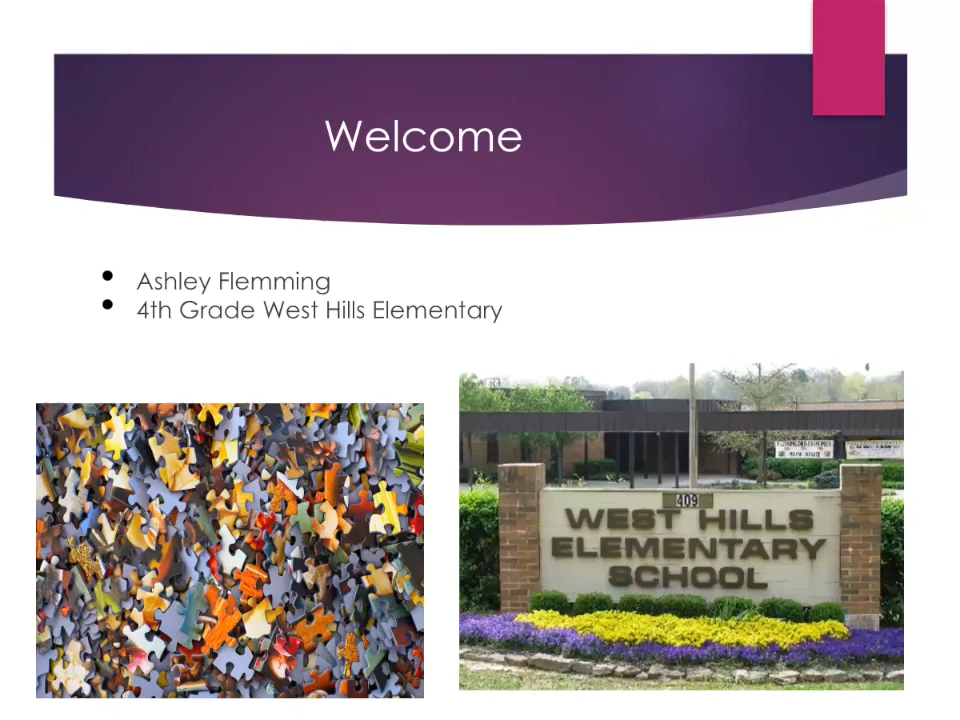 Welcome
Ashley Flemming
4th Grade West Hills Elementary
409
WEST HILLS
ELEMENTARY
SCHOOL